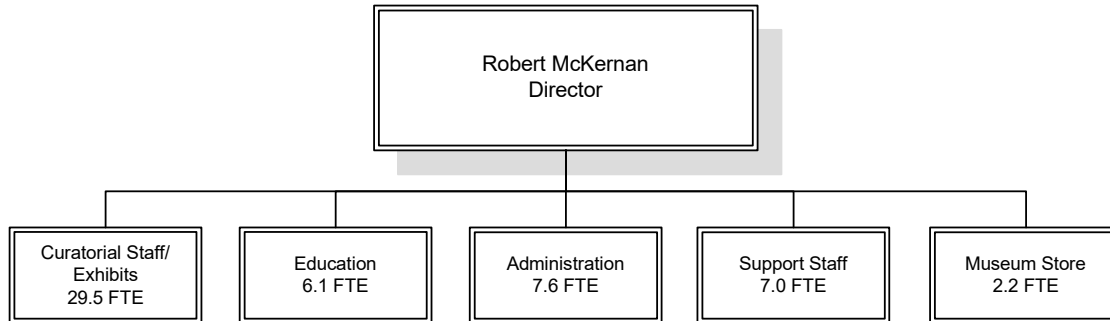 Robert McKernan
Director
Curatorial Staff/
Exhibits
29.5 FTE
Education
6.1 FTE
Administration
7.6 FTE
Support Staff
7.0 FTE
Museum Store
2.2 FTE